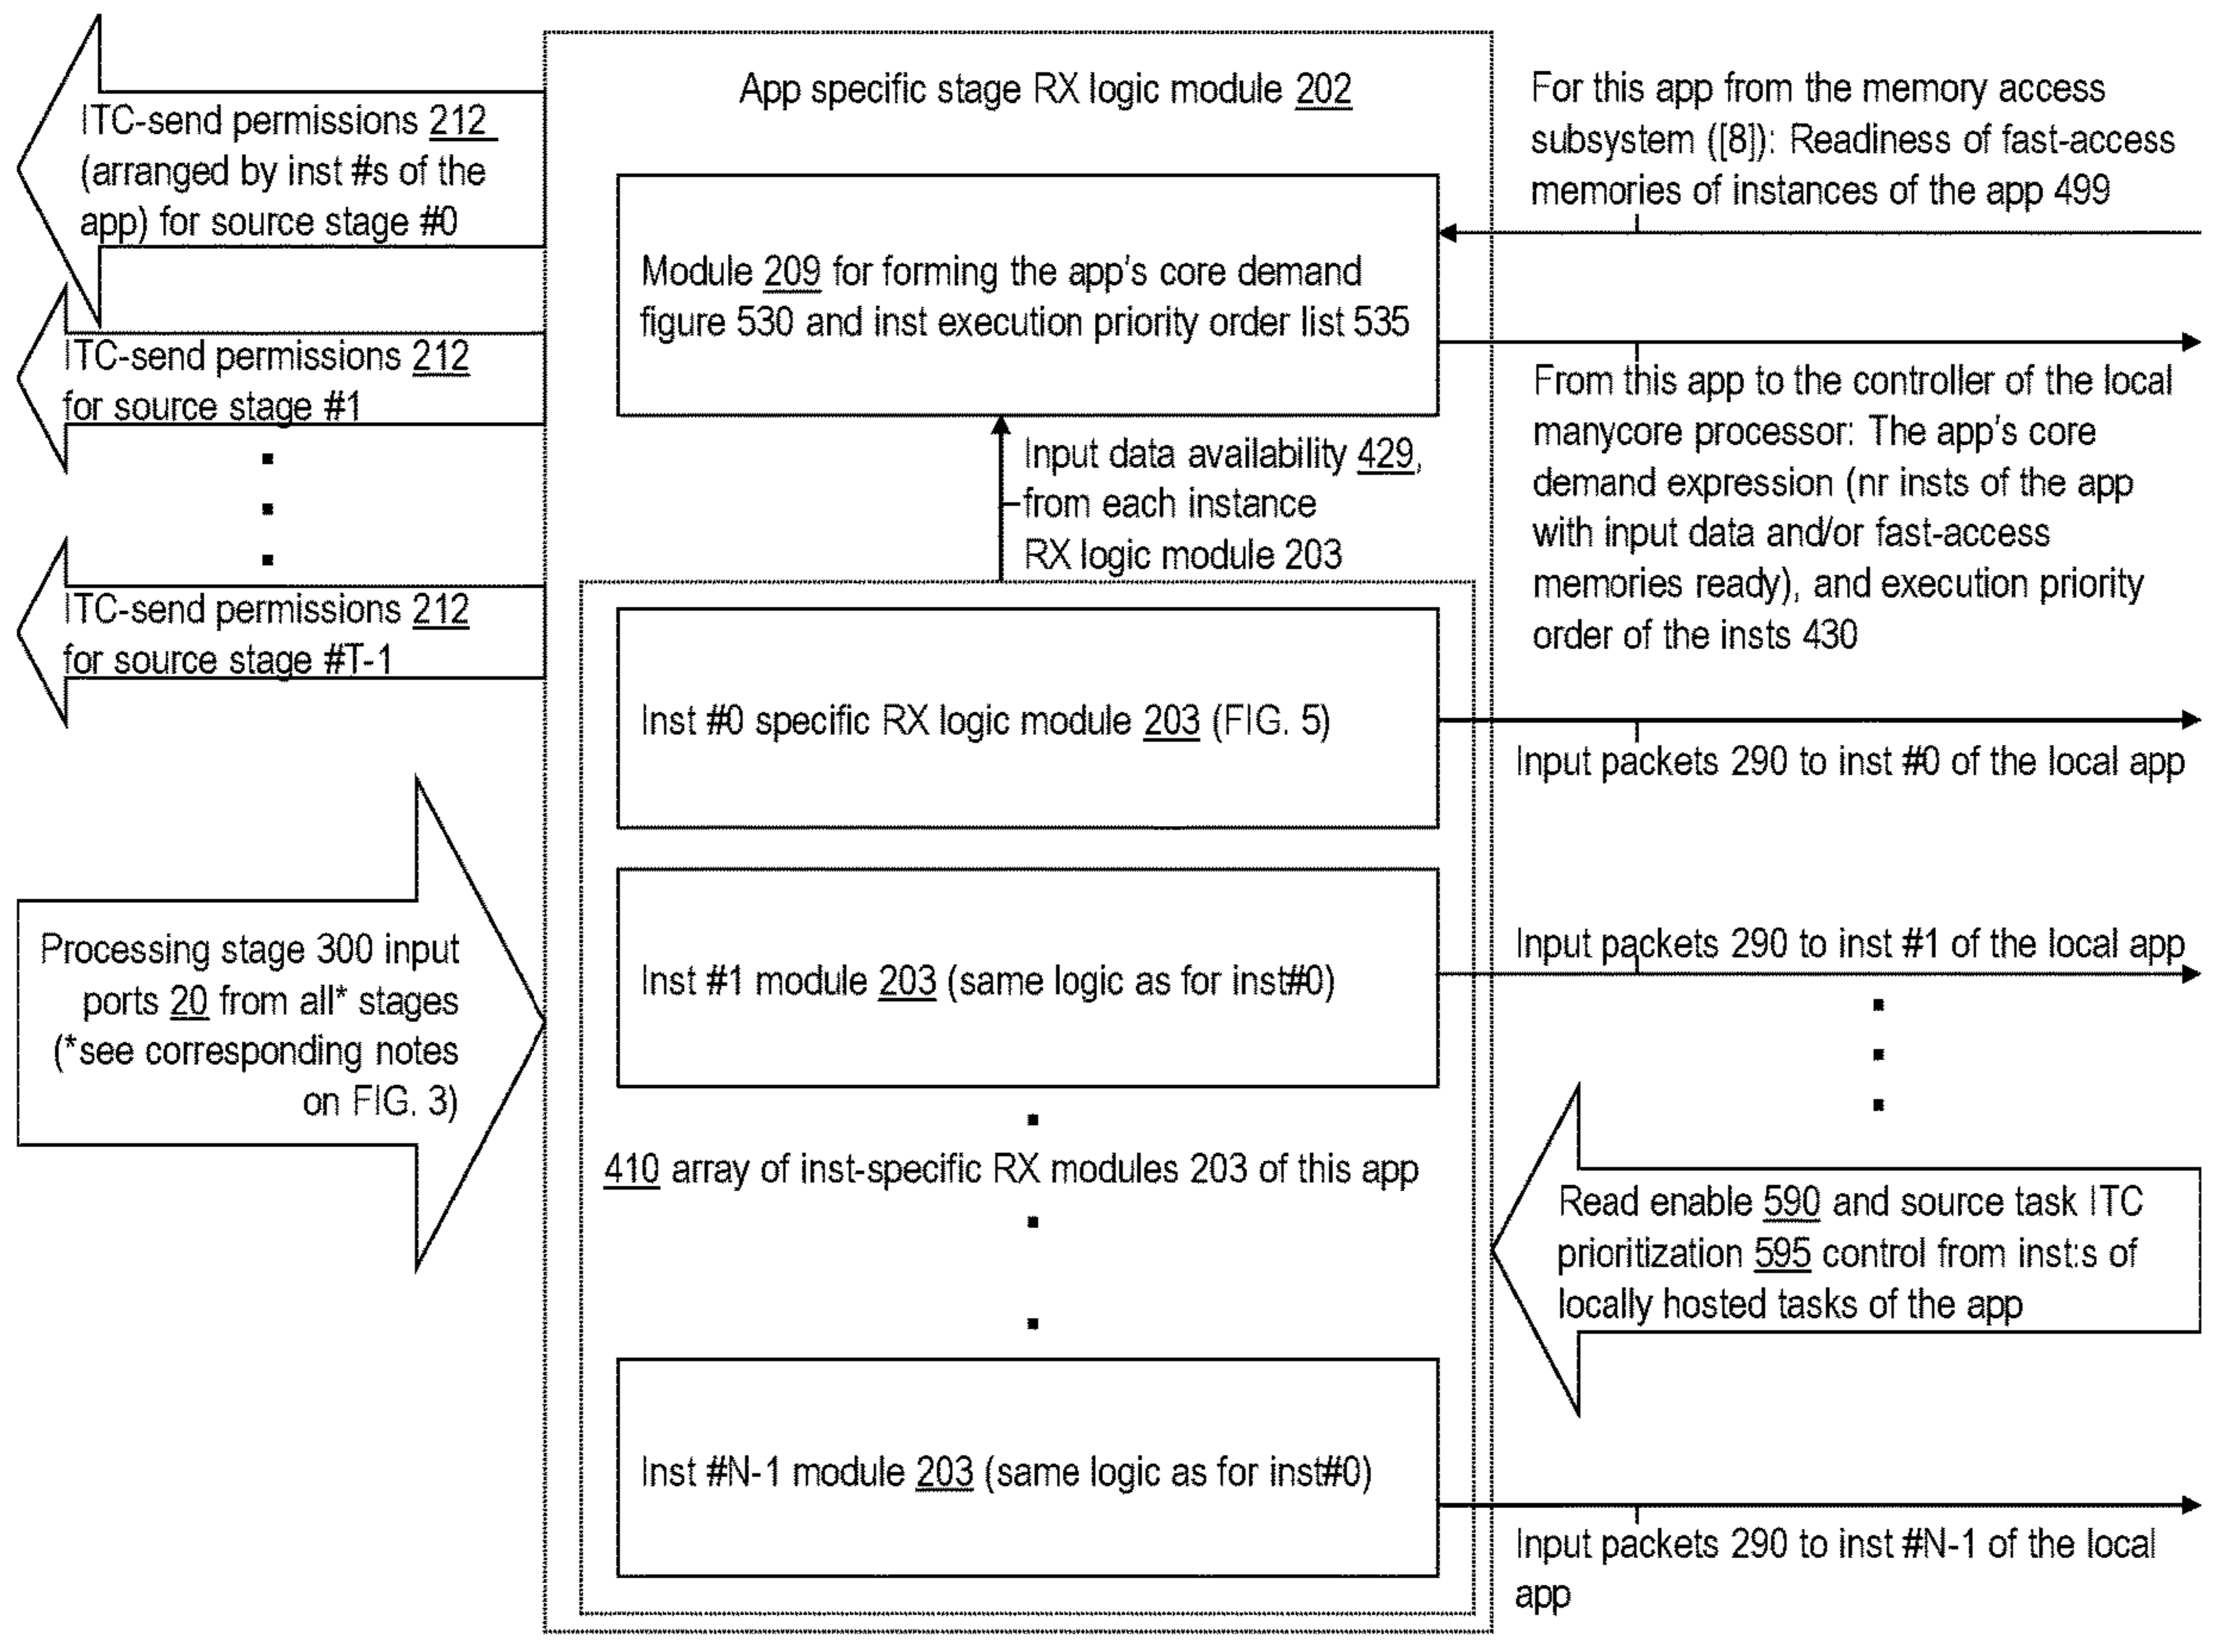 App specific stage RX logic module 202
ITC-send permissions 212
(arranged by inst #s of the
app) for source stage #0
ITC-send permissions 212
for source stage #1
ITC-send permissions 212
for source stage #T-1
Processing stage 300 input
ports 20 from all* stages
(*see corresponding notes
on FIG. 3)
Module 209 for forming the app's core demand
figure 530 and inst execution priority order list 535
Input data availability 429,
from each instance
RX logic module 203
Inst #0 specific RX logic module 203 (FIG. 5)
Inst #1 module 203 (same logic as for inst#0)
410 array of inst-specific RX modules 203 of this app
Inst #N-1 module 203 (same logic as for inst#0)
For this app from the memory access
subsystem ([8]): Readiness of fast-access
memories of instances of the app 499
From this app to the controller of the local
manycore processor: The app's core
demand expression (nr insts of the app
with input data and/or fast-access
memories ready), and execution priority
order of the insts 430
Input packets 290 to inst #0 of the local app
Input packets 290 to inst #1 of the local app
Read enable 590 and source task ITC
prioritization 595 control from inst:s of
locally hosted tasks of the app
Input packets 290 to inst #N-1 of the local
app